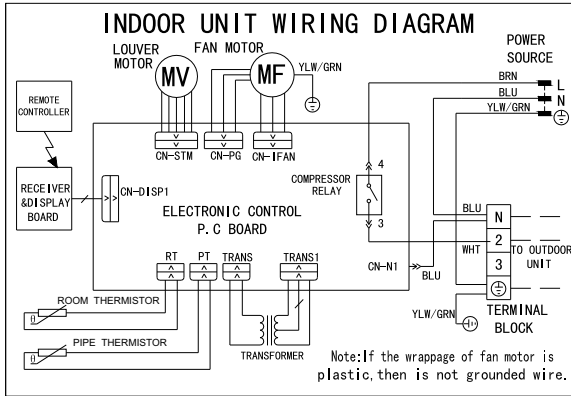 INDOOR UNIT WIRING DIAGRAM
LOUVER
MOTOR
FAN MOTOR
POWER
SOURCE
MV
MF
YLW/GRN
BRN
L
BLU
N
YLW/GRN
REMOTE
CONTROLLER
CN-STM
CN-PG
CN-IFAN
4
COMPRESSOR
RELAY
3
RECEIVER
&DISPLAY
BOARD
CN-DISP1
ELECTRONIC CONTROL
P.C BOARD
BLU
N
WHT
2
TO OUTDOOR
UNIT
3
CN-N1
BLU
RT
PT
TRANS
TRANS1
ROOM THERMISTOR
θ
YLW/GRN
TERMINAL
BLOCK
PIPE THERMISTOR
θ
TRANSFORMER
Note:If the wrappage of fan motor is
plastic,then is not grounded wire.